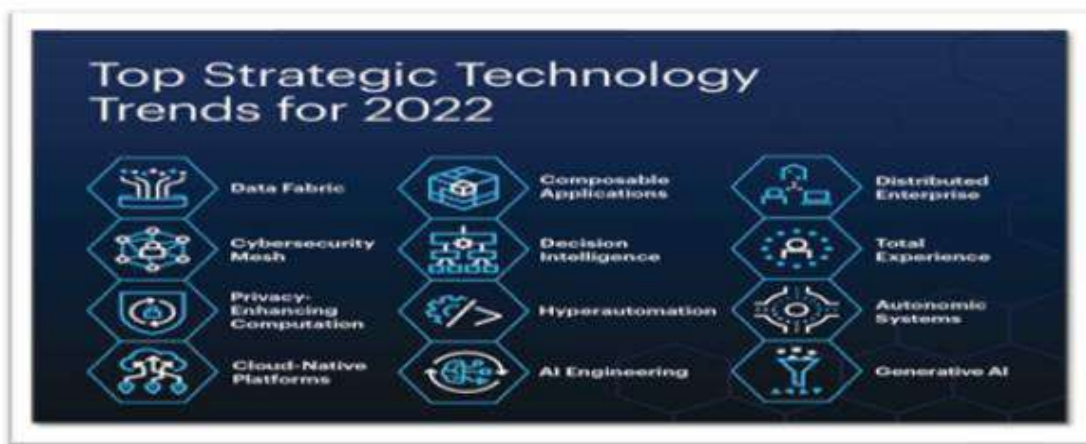 Top Strategic Technology
Trends for 2022
Data Fabric
Cybersecurity
Mesh
Privacy-
Enhancing
Computation
Cloud-Native
Platforms
Composable
Applications
Decision
Intelligence
Hyperautomation
AI Engineering
Distributed
Enterprise
Total
Experience
Autonomic
Systems
Generative AI